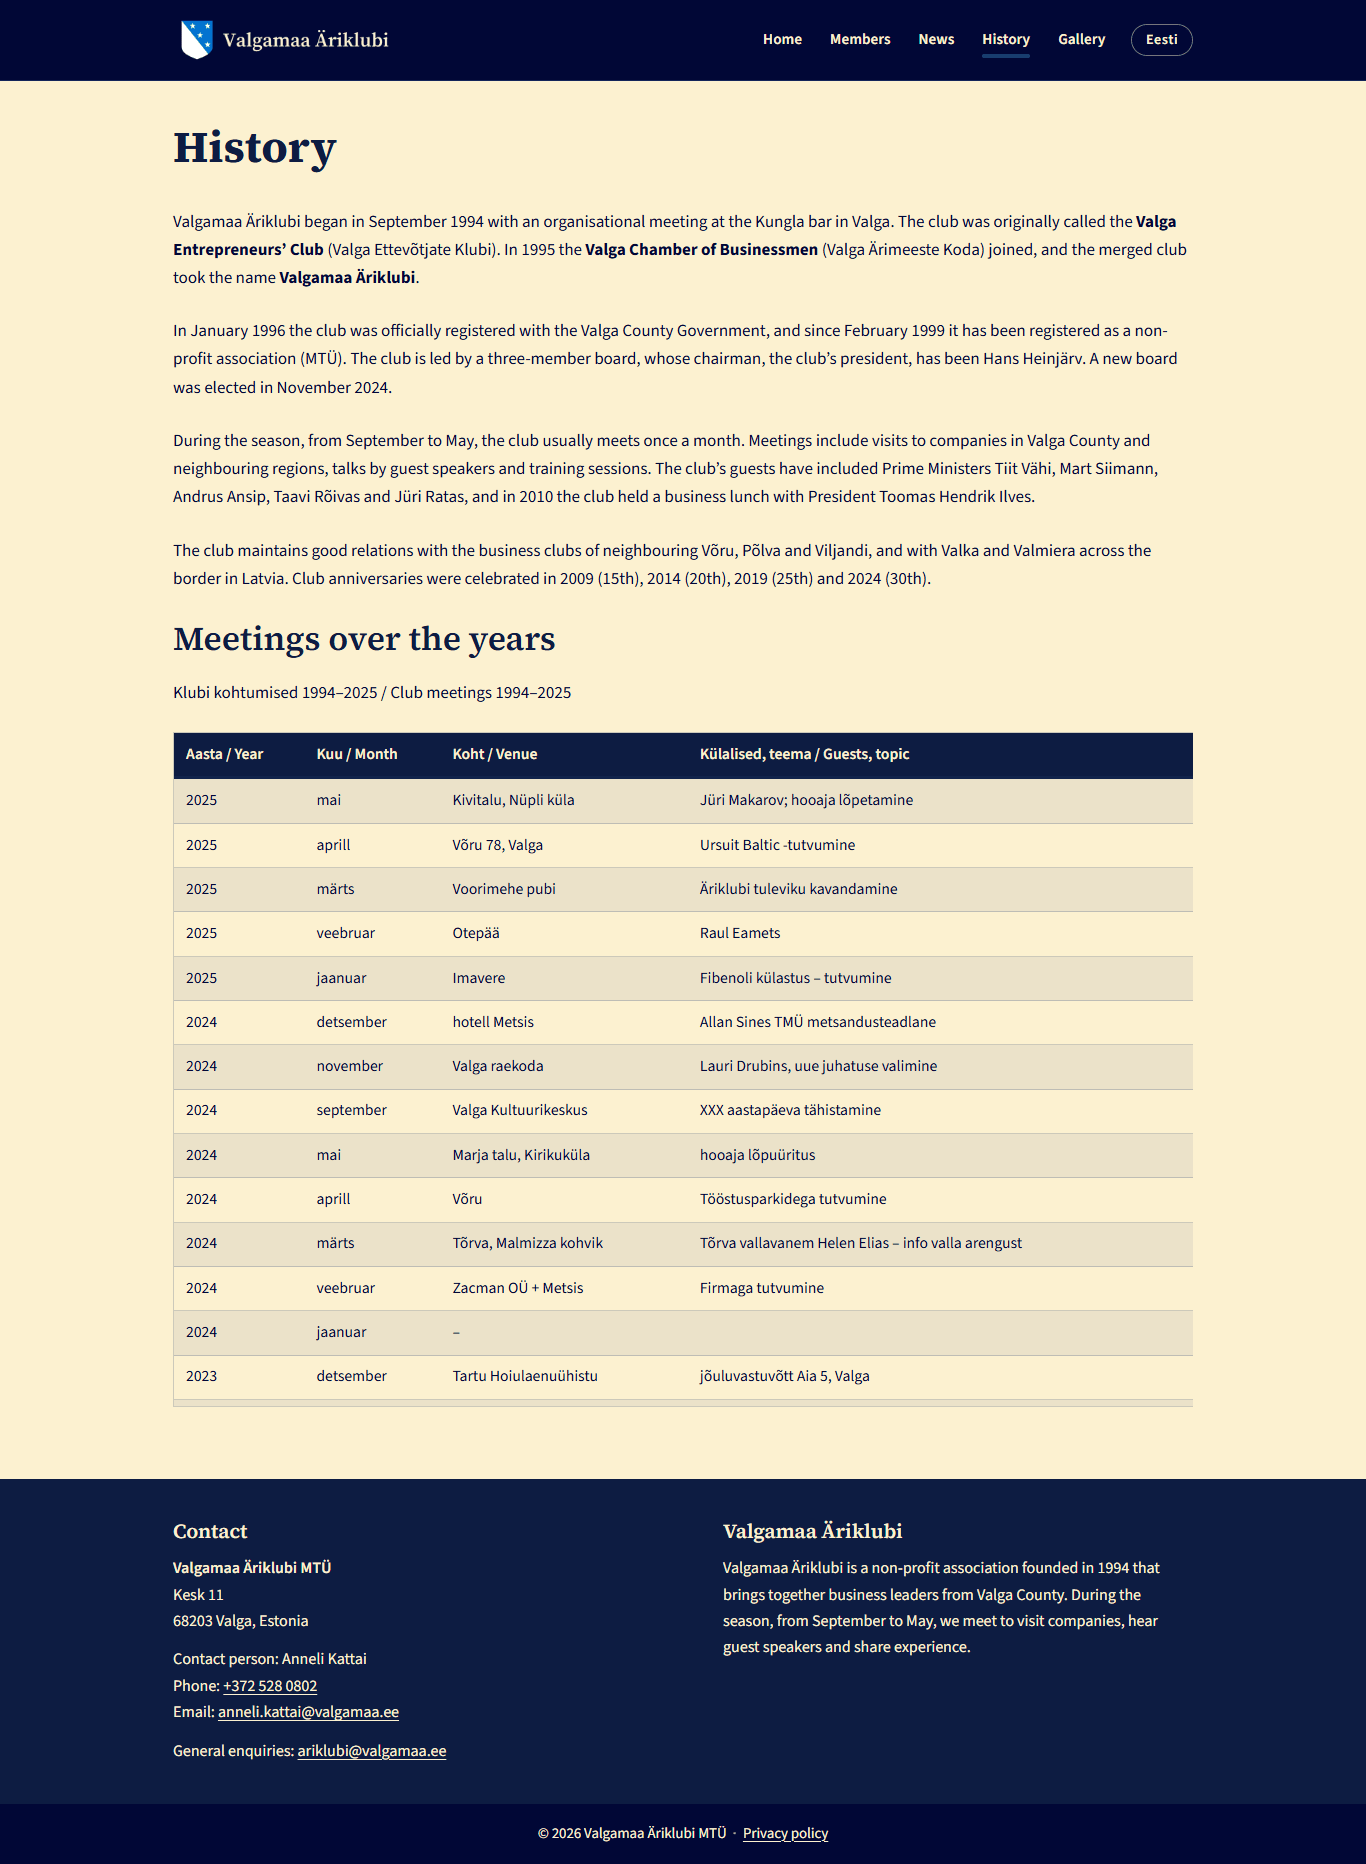 Valgamaa Äriklubi
Home Members News History Gallery Eesti
History
Valgamaa Äriklubi began in September 1994 with an organisational meeting at the Kungla bar in Valga. The club was originally called the Valga
Entrepreneurs’ Club (Valga Ettevõtjate Klubi). In 1995 the Valga Chamber of Businessmen (Valga Ärimeeste Koda) joined, and the merged club
took the name Valgamaa Äriklubi.
In January 1996 the club was officially registered with the Valga County Government, and since February 1999 it has been registered as a non-
profit association (MTÜ). The club is led by a three-member board, whose chairman, the club’s president, has been Hans Heinjärv. A new board
was elected in November 2024.
During the season, from September to May, the club usually meets once a month. Meetings include visits to companies in Valga County and
neighbouring regions, talks by guest speakers and training sessions. The club’s guests have included Prime Ministers Tiit Vähi, Mart Siimann,
Andrus Ansip, Taavi Rõivas and Jüri Ratas, and in 2010 the club held a business lunch with President Toomas Hendrik Ilves.
The club maintains good relations with the business clubs of neighbouring Võru, Põlva and Viljandi, and with Valka and Valmiera across the
border in Latvia. Club anniversaries were celebrated in 2009 (15th), 2014 (20th), 2019 (25th) and 2024 (30th).
Meetings over the years
Klubi kohtumised 1994–2025 / Club meetings 1994–2025
Aasta / Year Kuu / Month Koht / Venue Külalised, teema / Guests, topic
2025 mai Kivitalu, Nüpli küla Jüri Makarov; hooaja lõpetamine
2025 aprill Võru 78, Valga Ursuit Baltic -tutvumine
2025 märts Voorimehe pubi Äriklubi tuleviku kavandamine
2025 veebruar Otepää Raul Eamets
2025 jaanuar Imavere Fibenoli külastus – tutvumine
2024 detsember hotell Metsis Allan Sines TMÜ metsandusteadlane
2024 november Valga raekoda Lauri Drubins, uue juhatuse valimine
2024 september Valga Kultuurikeskus XXX aastapäeva tähistamine
2024 mai Marja talu, Kirikuküla hooaja lõpuüritus
2024 aprill Võru Tööstusparkidega tutvumine
2024 märts Tõrva, Malmizza kohvik Tõrva vallavanem Helen Elias – info valla arengust
2024 veebruar Zacman OÜ + Metsis Firmaga tutvumine
2024 jaanuar –
2023 detsember Tartu Hoiulaenuühistu jõuluvastuvõtt Aia 5, Valga
Contact
Valgamaa Äriklubi MTÜ
Kesk 11
68203 Valga, Estonia
Contact person: Anneli Kattai
Phone: +372 528 0802
Email: anneli.kattai@valgamaa.ee
General enquiries: ariklubi@valgamaa.ee
Valgamaa Äriklubi
Valgamaa Äriklubi is a non-profit association founded in 1994 that
brings together business leaders from Valga County. During the
season, from September to May, we meet to visit companies, hear
guest speakers and share experience.
© 2026 Valgamaa Äriklubi MTÜ · Privacy policy